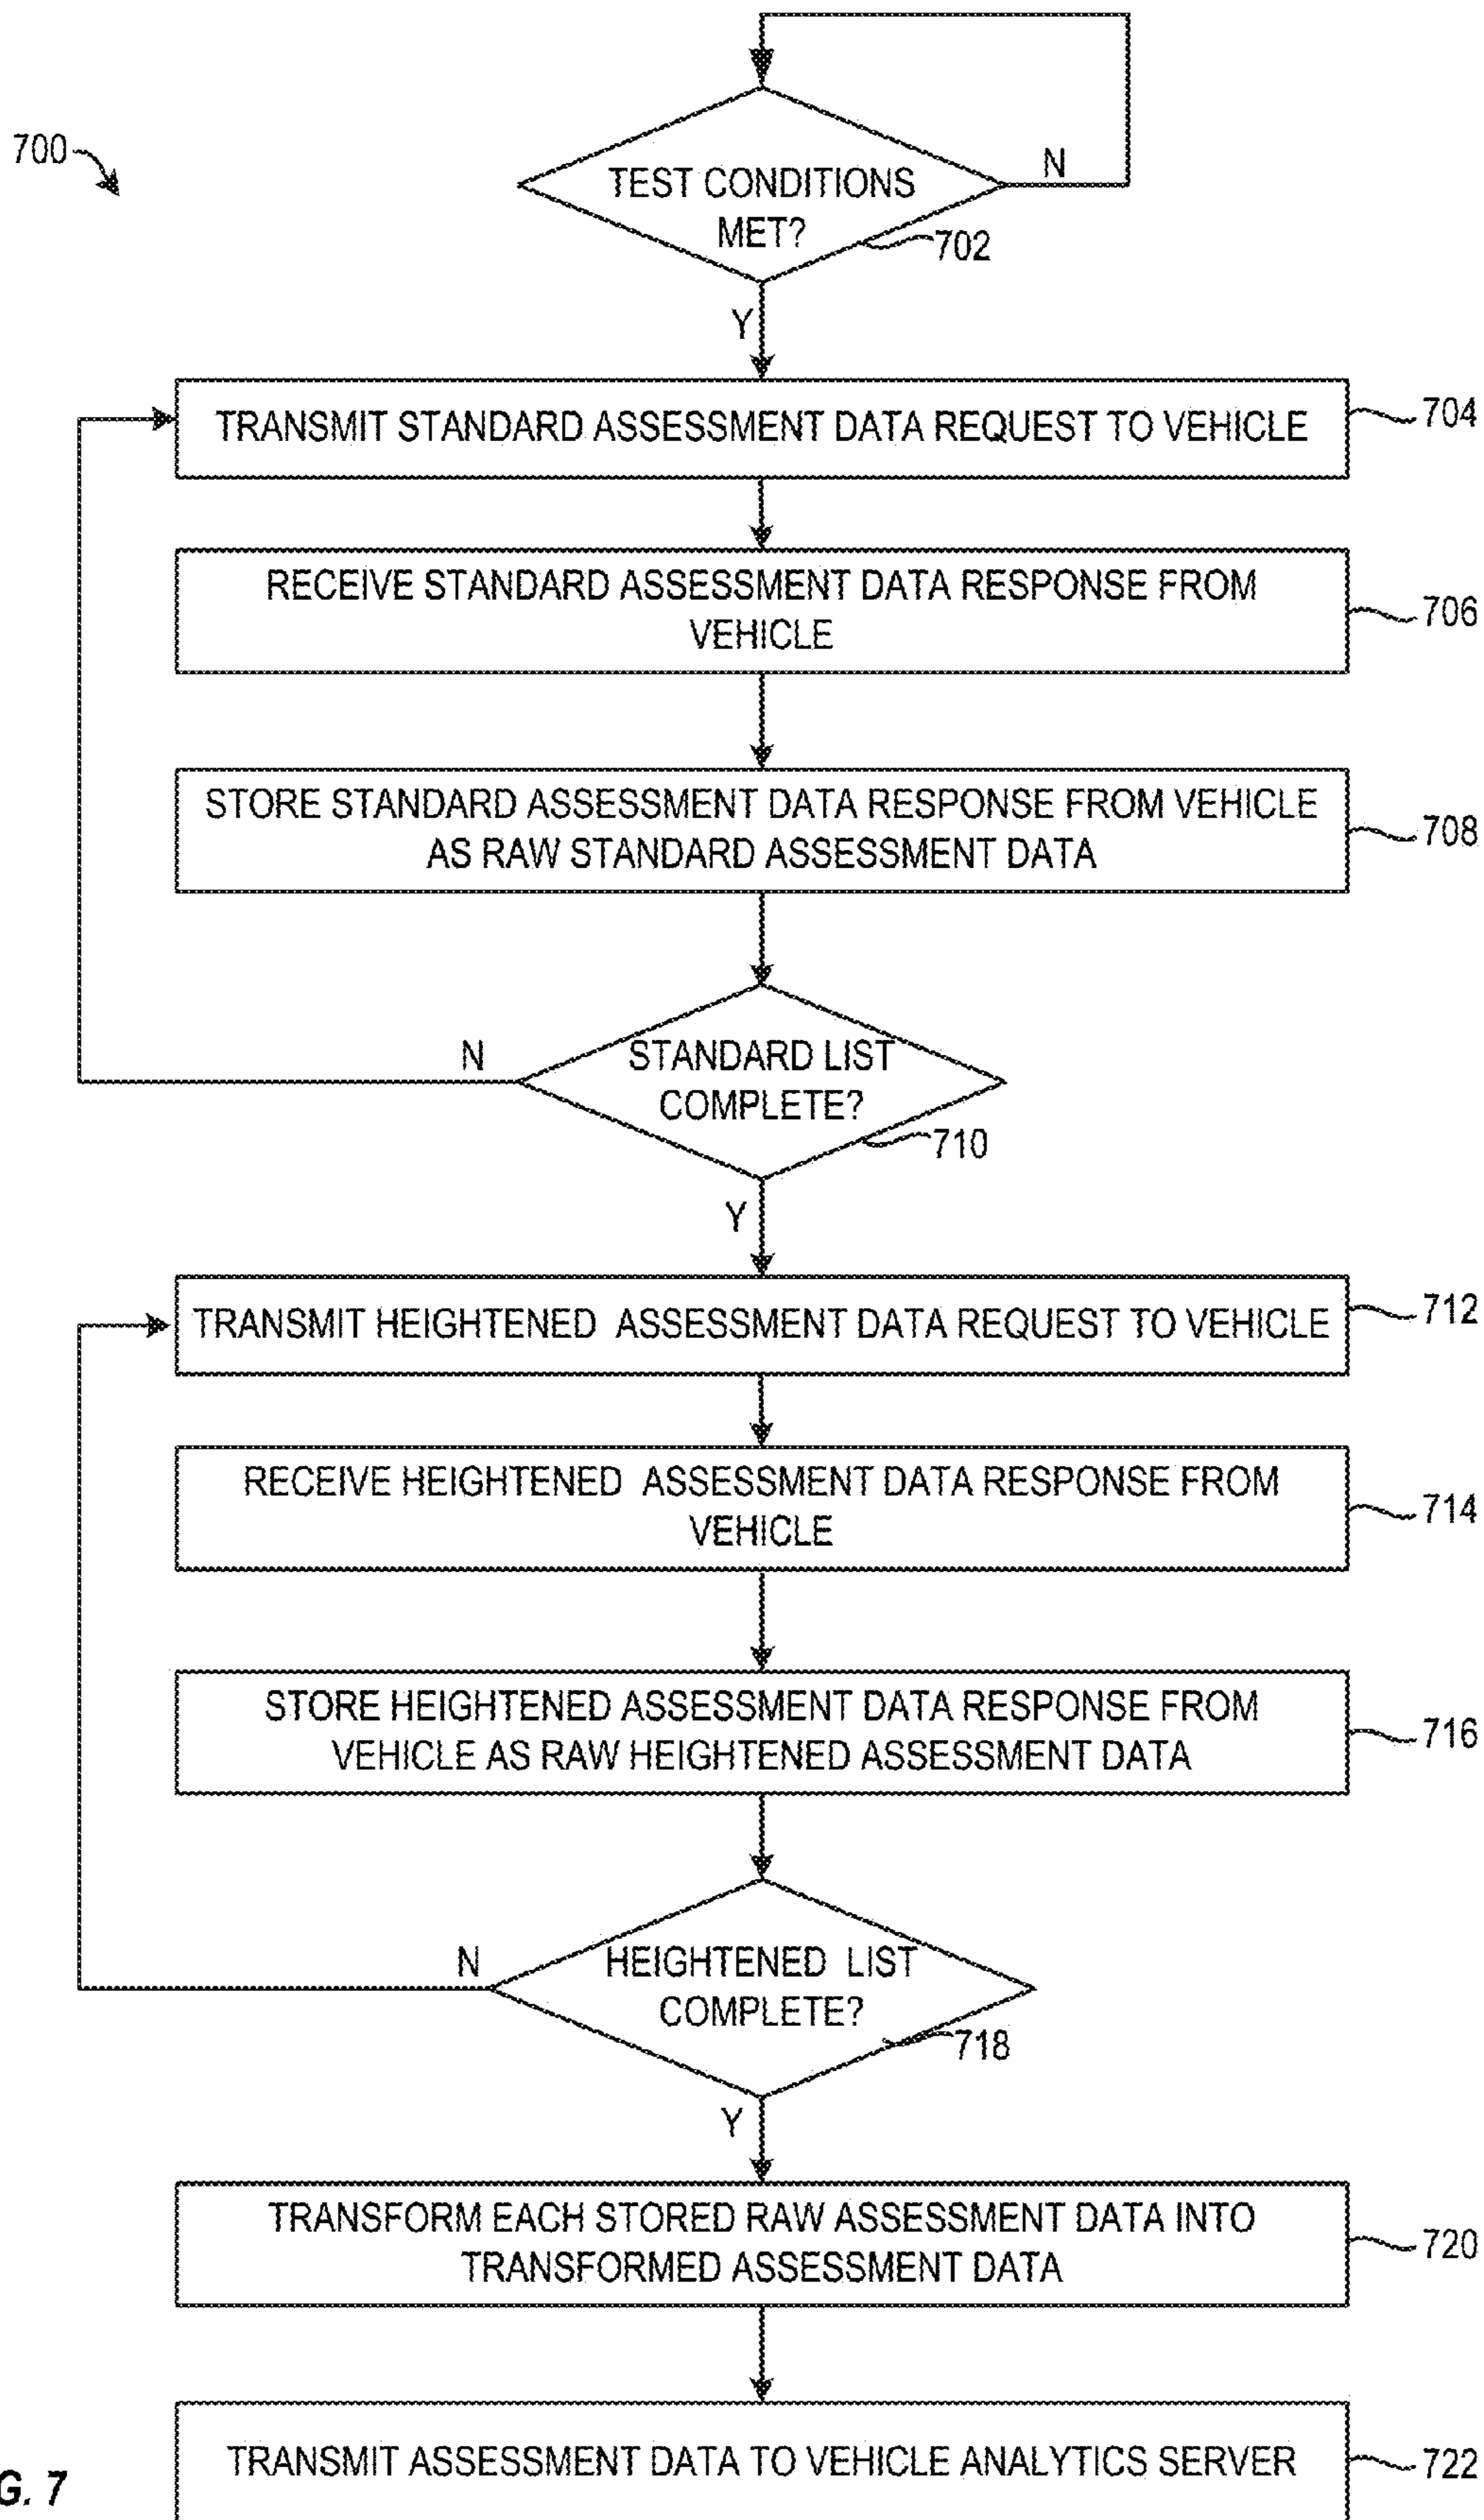 700
N
TEST CONDITIONS
MET?
702
Y
TRANSMIT STANDARD ASSESSMENT DATA REQUEST TO VEHICLE
704
RECEIVE STANDARD ASSESSMENT DATA RESPONSE FROM
VEHICLE
706
STORE STANDARD ASSESSMENT DATA RESPONSE FROM VEHICLE
AS RAW STANDARD ASSESSMENT DATA
708
N
STANDARD LIST
COMPLETE?
710
Y
TRANSMIT HEIGHTENED ASSESSMENT DATA REQUEST TO VEHICLE
712
RECEIVE HEIGHTENED ASSESSMENT DATA RESPONSE FROM
VEHICLE
714
STORE HEIGHTENED ASSESSMENT DATA RESPONSE FROM
VEHICLE AS RAW HEIGHTENED ASSESSMENT DATA
716
N
HEIGHTENED LIST
COMPLETE?
718
Y
TRANSFORM EACH STORED RAW ASSESSMENT DATA INTO
TRANSFORMED ASSESSMENT DATA
720
TRANSMIT ASSESSMENT DATA TO VEHICLE ANALYTICS SERVER
722
G. 7